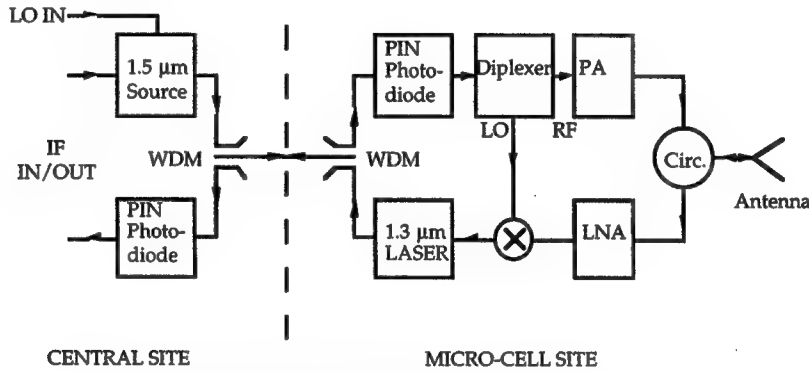 LO IN
1.5 µm
Source
IF
IN/OUT
WDM
PIN
Photo-
diode
CENTRAL SITE
PIN
Photo-
diode
Diplexer
PA
LO
RF
WDM
Circ.
Antenna
1.3 µm
LASER
LNA
MICRO-CELL SITE